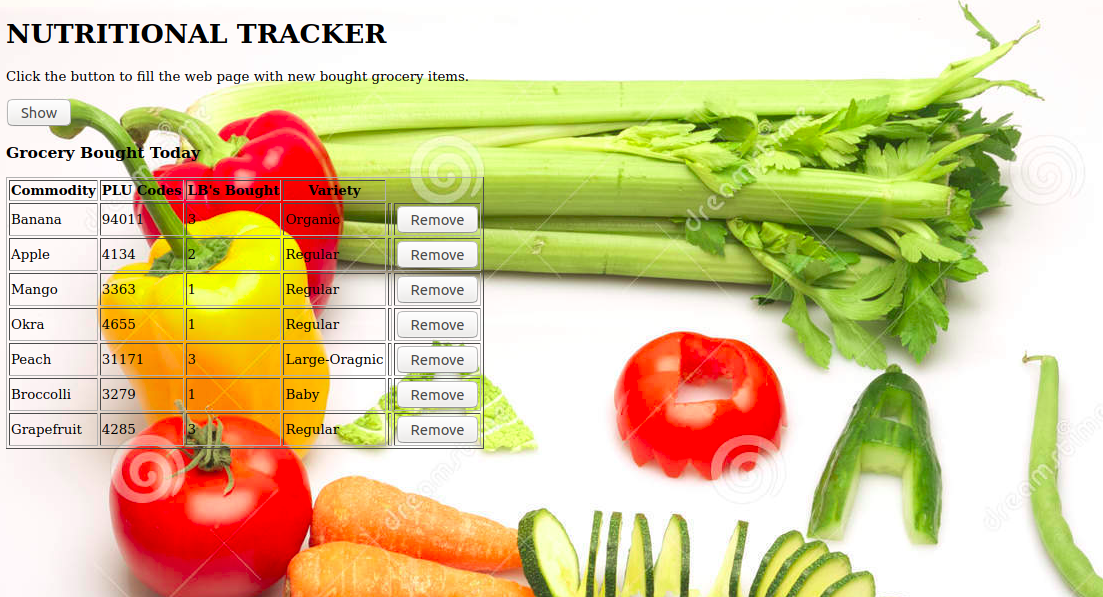 NUTRITIONAL TRACKER
Click the button to fill the web page with new bought grocery items.
Show
Grocery Bought Today
Commodity PLU Codes LB's Bought Variety
Banana 94011 3 Organic Remove
Apple 4134 2 Regular Remove
Mango 3363 1 Regular Remove
Okra 4655 1 Regular Remove
Peach 31171 3 Large-Oragnic Remove
Broccolli 3279 1 Baby Remove
Grapefruit 4285 3 Regular Remove